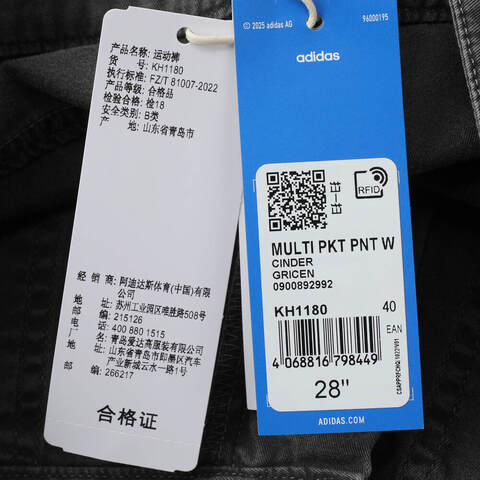 产品名称: 运动裤
货 号: KH1180
执行标准: FZ/T 81007-2022
产品等级: 合格品
检验合格: 检18
安全类别: B类
产 地: 山东省青岛市
经 销 商: 阿迪达斯体育(中国)有限
公司
地 址: 苏州工业园区唯胜路508号
邮 编: 215126
电 话: 400 880 1515
厂 名: 青岛爱达高服装有限公司
地 址: 山东省青岛市即墨区汽车
产业新城云水一路1号
邮 编: 266217
合格证
© 2025 adidas AG
96000195
adidas
RFID
MULTI PKT PNT W
CINDER
GRICEN
0900892992
KH1180
40
EAN
4 068816 798449
28"
ADIDAS.COM